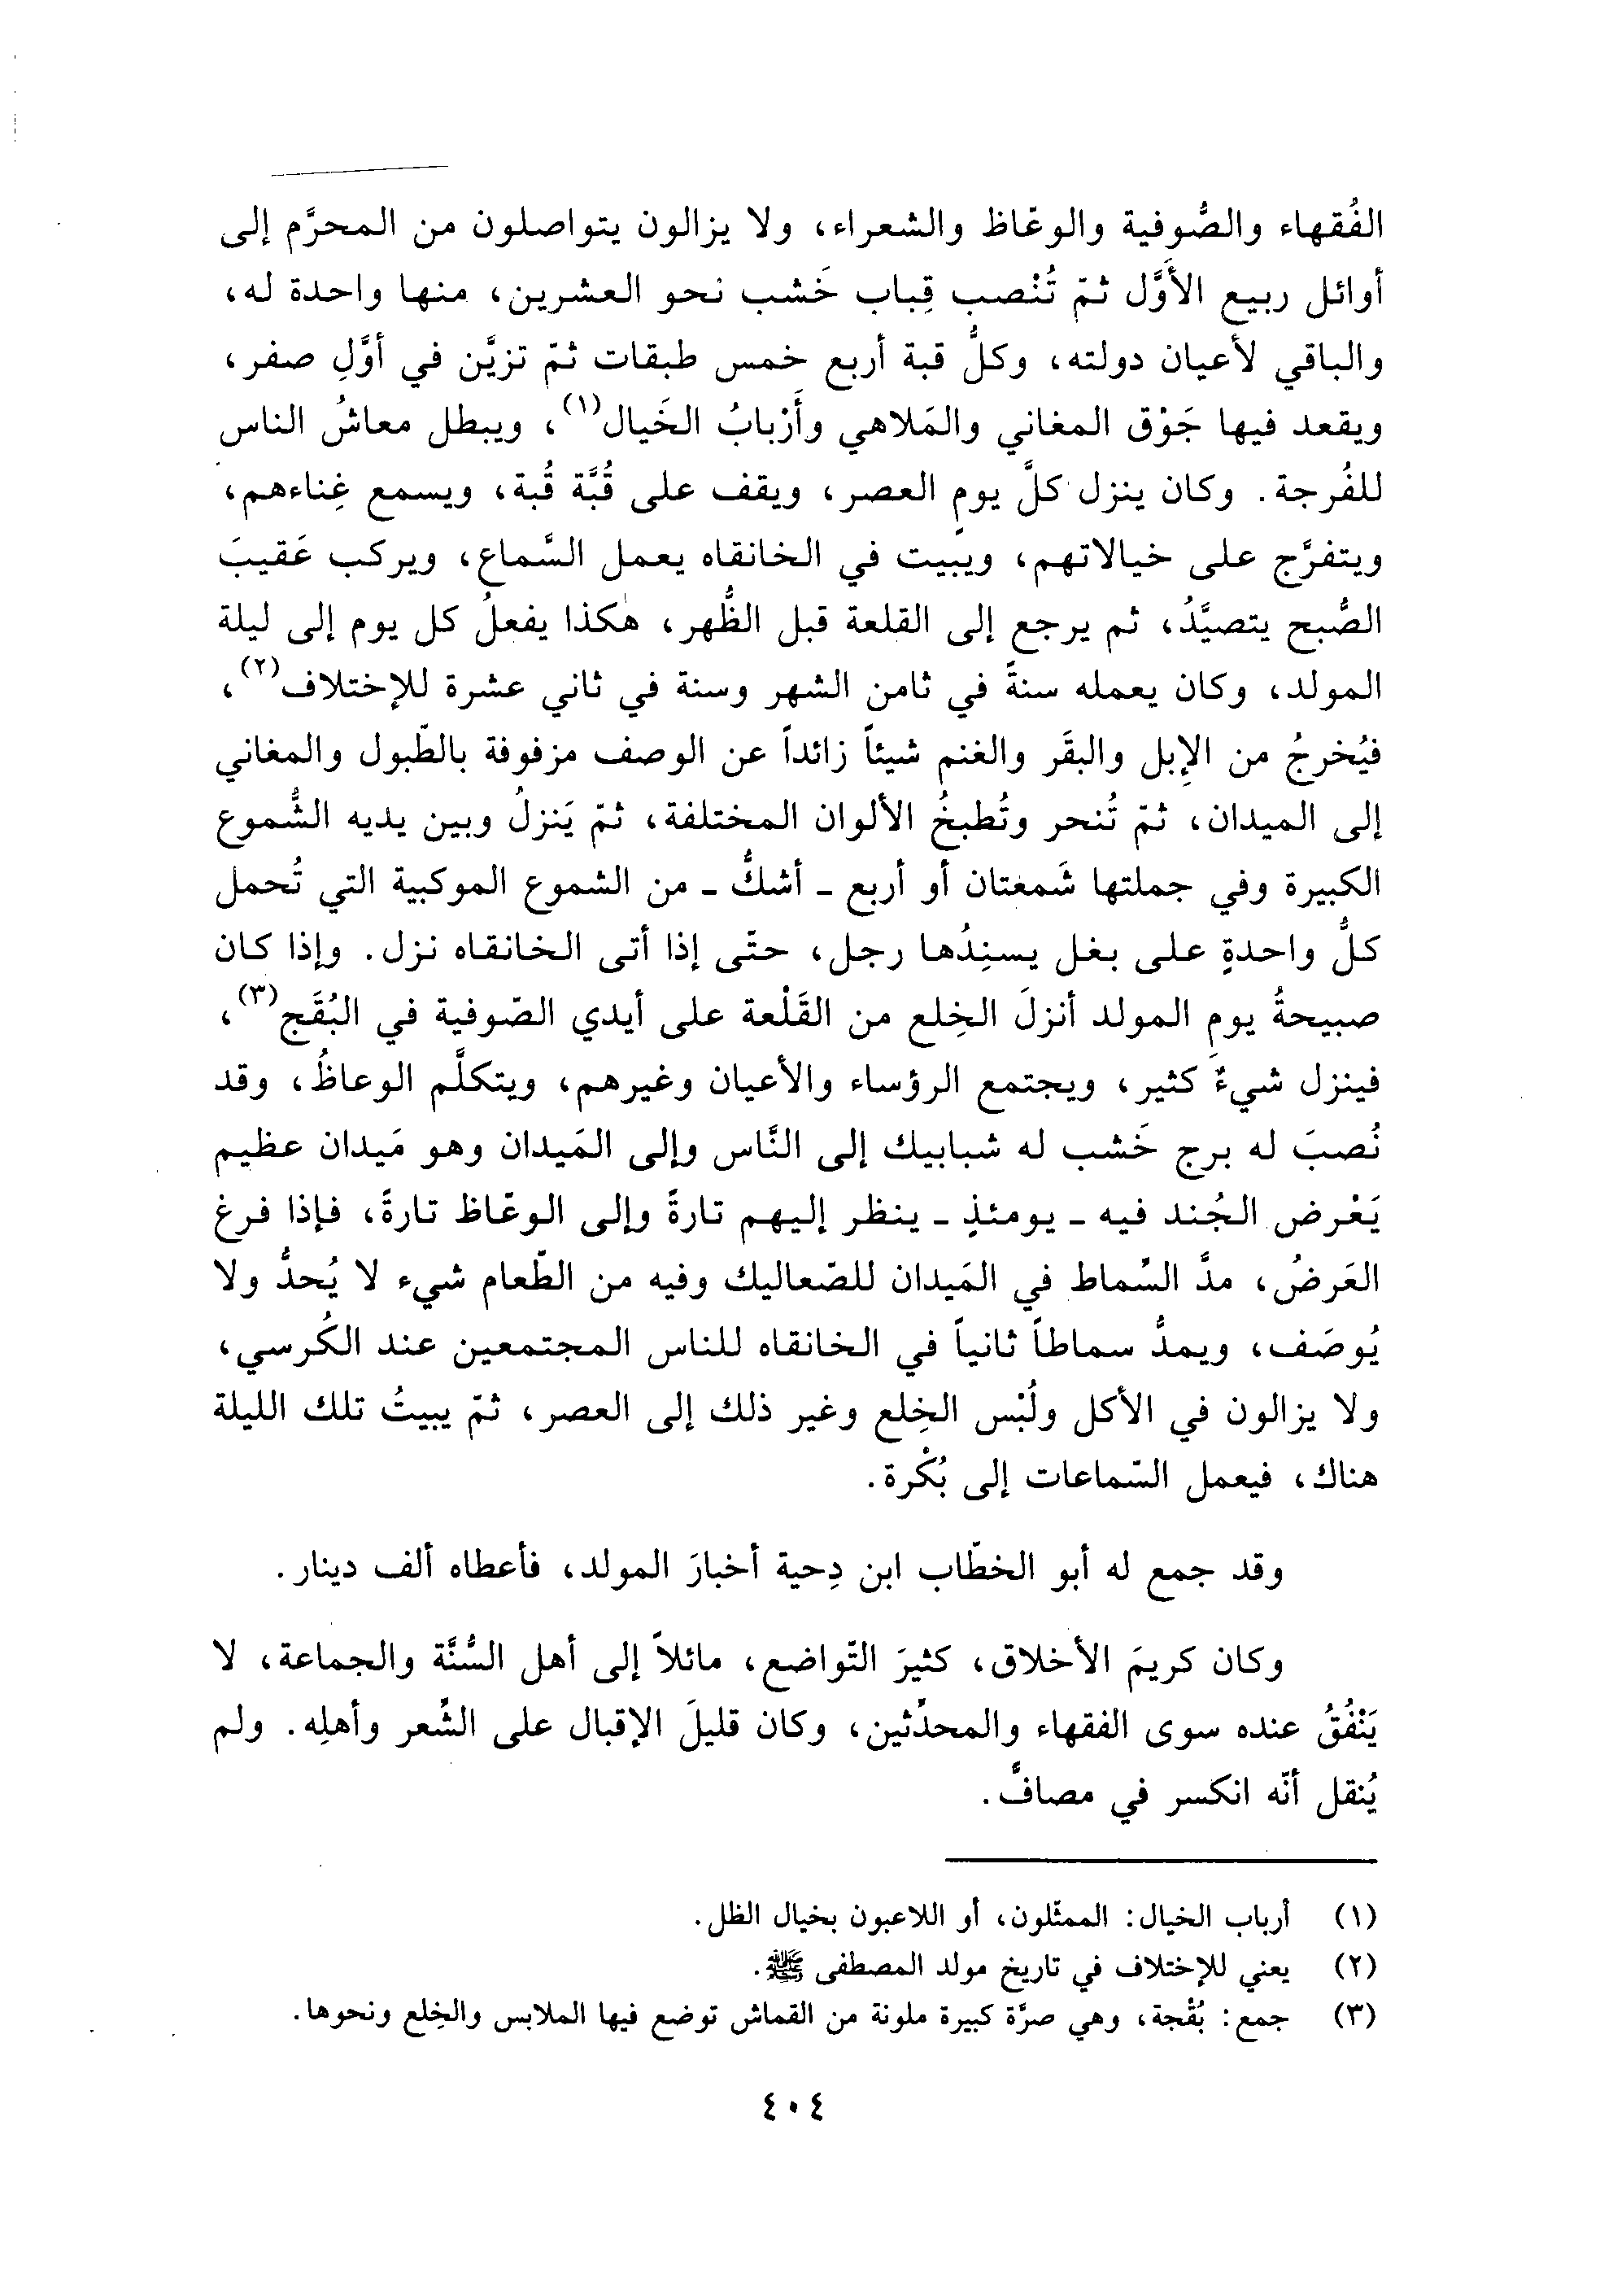 الفُقهاء والصُّوفية والوعّاظ والشعراء، ولا يزالون يتواصلون من المحرَّم إلى
أوائل ربيع الأَوَّل ثمّ تُنْصب قِباب خَشب نحو العشرين، منها واحدة له،
والباقي لأعيان دولته، وكلُّ قبة أربع خمس طبقات ثمّ تزيَّن في أوَّلِ صفر،
ويقعد فيها جَوْق المغاني والمَلاهي وأَرْبابُ الخَيال(١)، ويبطل معاشُ الناس
للفُرجة. وكان ينزل كلَّ يومٍ العصر، ويقف على قُبَّة قُبة، ويسمع غِناءهم،
ويتفرَّج على خيالاتهم، ويبيت في الخانقاه يعمل السَّماع، ويركب عَقيبَ
الصُّبح يتصيَّدُ، ثم يرجع إلى القلعة قبل الظُّهر، هٰكذا يفعلُ كل يوم إلى ليلة
المولد، وكان يعمله سنةً في ثامن الشهر وسنة في ثاني عشرة للإختلاف(٢)،
فيُخرجُ من الإِبل والبقَر والغنم شيئاً زائداً عن الوصف مزفوفة بالطّبول والمغاني
إلى الميدان، ثمّ تُنحر وتُطبخُ الألوان المختلفة، ثمّ يَنزلُ وبين يديه الشُّموع
الكبيرة وفي جملتها شَمعتان أو أربع ـ أشكُّ ـ من الشموع الموكبية التي تُحمل
كلُّ واحدةٍ على بغل يسنِدُها رجل، حتّى إذا أتى الخانقاه نزل. وإذا كان
صبيحةُ يومِ المولد أنزلَ الخِلع من القَلْعة على أيدي الصّوفية في البُقَج(٣)،
فينزل شيءٌ كثير، ويجتمع الرؤساء والأعيان وغيرهم، ويتكلَّم الوعاظُ، وقد
نُصبَ له برج خَشب له شبابيك إلى النَّاس وإلى المَيدان وهو مَيدان عظيم
يَعْرض الجُند فيه ـ يومئذٍ ـ ينظر إليهم تارةً وإلى الوعّاظ تارةً، فإذا فرغ
العَرضُ، مدَّ السِّماط في المَيدان للصّعاليك وفيه من الطّعام شيء لا يُحدُّ ولا
يُوصَف، ويمدُّ سماطاً ثانياً في الخانقاه للناس المجتمعين عند الكُرسي،
ولا يزالون في الأكل ولُبْس الخِلع وغير ذلك إلى العصر، ثمّ يبيتُ تلك الليلة
هناك، فيعمل السّماعات إلى بُكْرة.
وقد جمع له أبو الخطّاب ابن دِحية أخبارَ المولد، فأعطاه ألف دينار.
وكان كريمَ الأخلاق، كثيرَ التّواضع، مائلاً إلى أهل السُّنَّة والجماعة، لا
يَنْفُقُ عنده سوى الفقهاء والمحدِّثين، وكان قليلَ الإقبال على الشِّعر وأهلِه. ولم
يُنقل أنّه انكسر في مصافٍّ.
(١) أرباب الخيال: الممثّلون، أو اللاعبون بخيال الظل.
(٢) يعني للإختلاف في تاريخ مولد المصطفى ﷺ.
(٣) جمع: بُقْجة، وهي صرَّة كبيرة ملونة من القماش توضع فيها الملابس والخِلع ونحوها.
٤٠٤